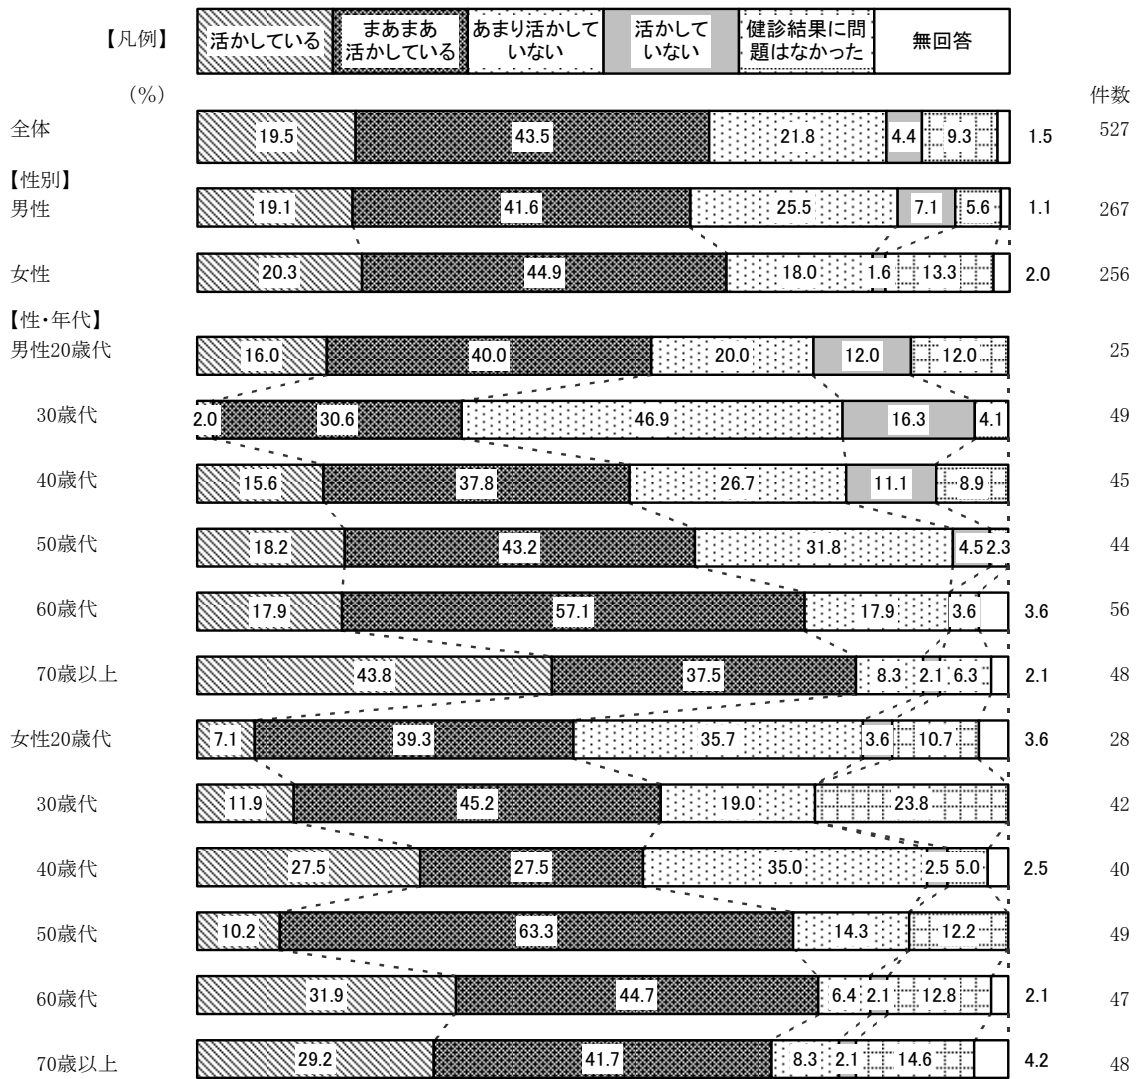 【凡例】 活かしている まあまあ活かしている あまり活かしていない 活かしていない 健診結果に問題はなかった 無回答
(%) 件数
全体 19.5 43.5 21.8 4.4 9.3 1.5 527
【性別】
男性 19.1 41.6 25.5 7.1 5.6 1.1 267
女性 20.3 44.9 18.0 1.6 13.3 2.0 256
【性・年代】
男性20歳代 16.0 40.0 20.0 12.0 12.0 25
30歳代 2.0 30.6 46.9 16.3 4.1 49
40歳代 15.6 37.8 26.7 11.1 8.9 45
50歳代 18.2 43.2 31.8 4.5 2.3 44
60歳代 17.9 57.1 17.9 3.6 3.6 56
70歳以上 43.8 37.5 8.3 2.1 6.3 2.1 48
女性20歳代 7.1 39.3 35.7 3.6 10.7 3.6 28
30歳代 11.9 45.2 19.0 23.8 42
40歳代 27.5 27.5 35.0 2.5 5.0 2.5 40
50歳代 10.2 63.3 14.3 12.2 49
60歳代 31.9 44.7 6.4 2.1 12.8 2.1 47
70歳以上 29.2 41.7 8.3 2.1 14.6 4.2 48